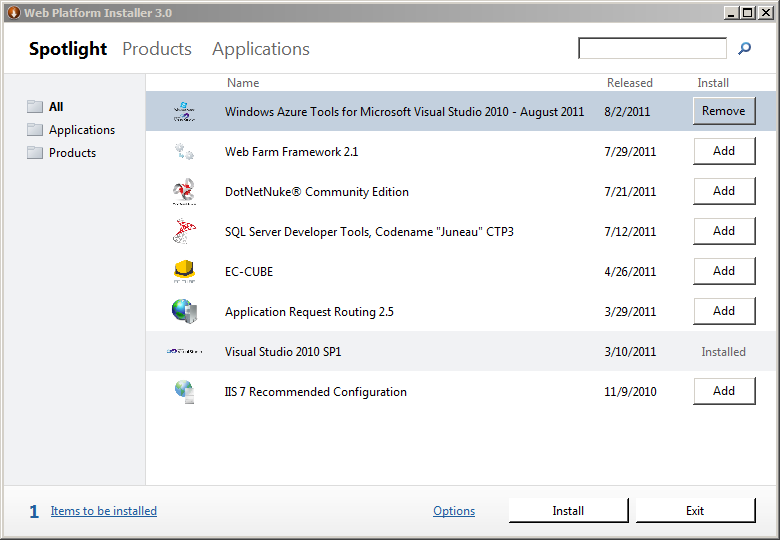 Web Platform Installer 3.0
Spotlight Products Applications
Name Released Install
All
Applications
Products
Windows Azure Tools for Microsoft Visual Studio 2010 - August 2011 8/2/2011 Remove
Web Farm Framework 2.1 7/29/2011 Add
DotNetNuke® Community Edition 7/21/2011 Add
SQL Server Developer Tools, Codename "Juneau" CTP3 7/12/2011 Add
EC-CUBE 4/26/2011 Add
Application Request Routing 2.5 3/29/2011 Add
Visual Studio 2010 SP1 3/10/2011 Installed
IIS 7 Recommended Configuration 11/9/2010 Add
1 Items to be installed Options Install Exit